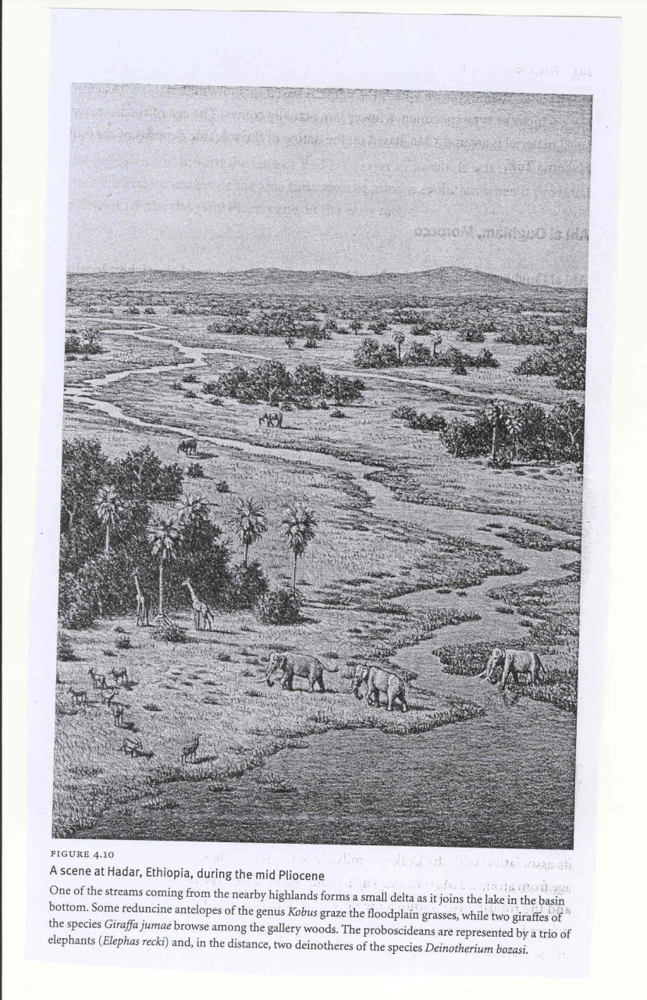 FIGURE 4.10
A scene at Hadar, Ethiopia, during the mid Pliocene
One of the streams coming from the nearby highlands forms a small delta as it joins the lake in the basin
bottom. Some reduncine antelopes of the genus Kobus graze the floodplain grasses, while two giraffes of
the species Giraffa jumae browse among the gallery woods. The proboscideans are represented by a trio of
elephants (Elephas recki) and, in the distance, two deinotheres of the species Deinotherium bozasi.